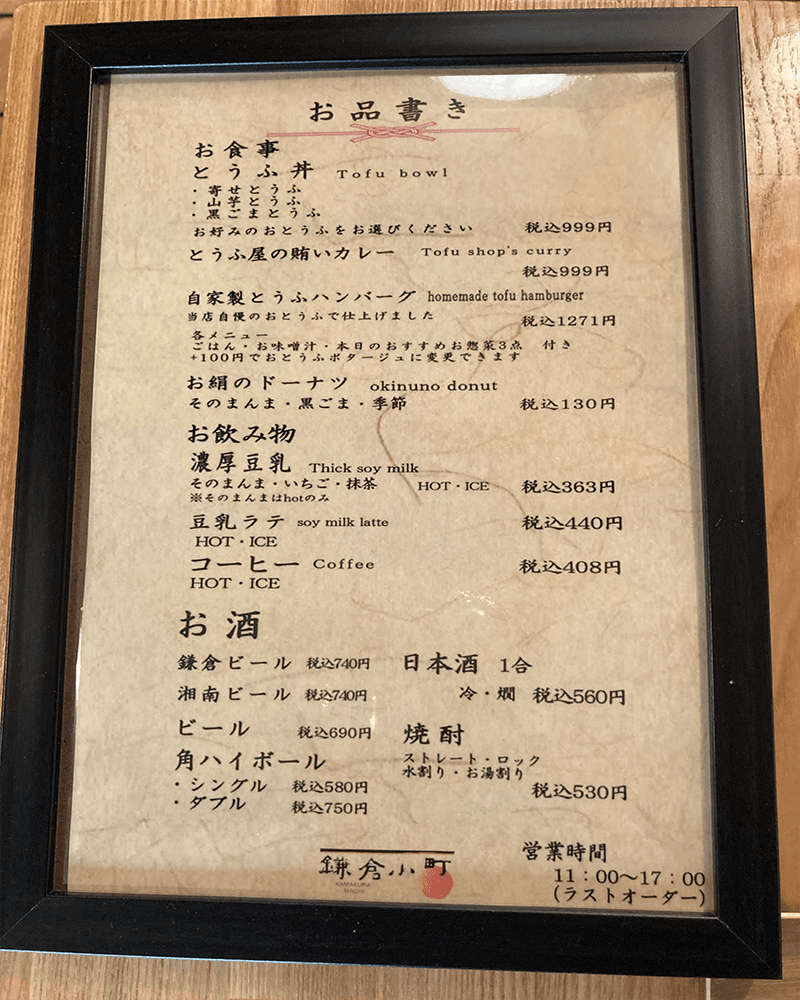 お品書き
お食事
とうふ丼 Tofu bowl
・寄せとうふ
・山芋とうふ
・黒ごまとうふ
お好みのおとうふをお選びください 税込999円
とうふ屋の賄いカレー Tofu shop's curry
税込999円
自家製とうふハンバーグ homemade tofu hamburger
当店自慢のおとうふで仕上げました 税込1271円
各メニュー
ごはん・お味噌汁・本日のおすすめお惣菜3点 付き
+100円でおとうふポタージュに変更できます
お絹のドーナツ okinuno donut
そのまんま・黒ごま・季節 税込130円
お飲み物
濃厚豆乳 Thick soy milk
そのまんま・いちご・抹茶 HOT・ICE 税込363円
※そのまんまはhotのみ
豆乳ラテ soy milk latte 税込440円
HOT・ICE
コーヒー Coffee 税込408円
HOT・ICE
お酒
鎌倉ビール 税込740円
湘南ビール 税込740円
ビール 税込690円
角ハイボール
・シングル 税込580円
・ダブル 税込750円
日本酒 1合
冷・燗 税込560円
焼酎
ストレート・ロック
水割り・お湯割り
税込530円
鎌倉小町
KAMAKURA
MACHI
営業時間
11：00〜17：00
(ラストオーダー)